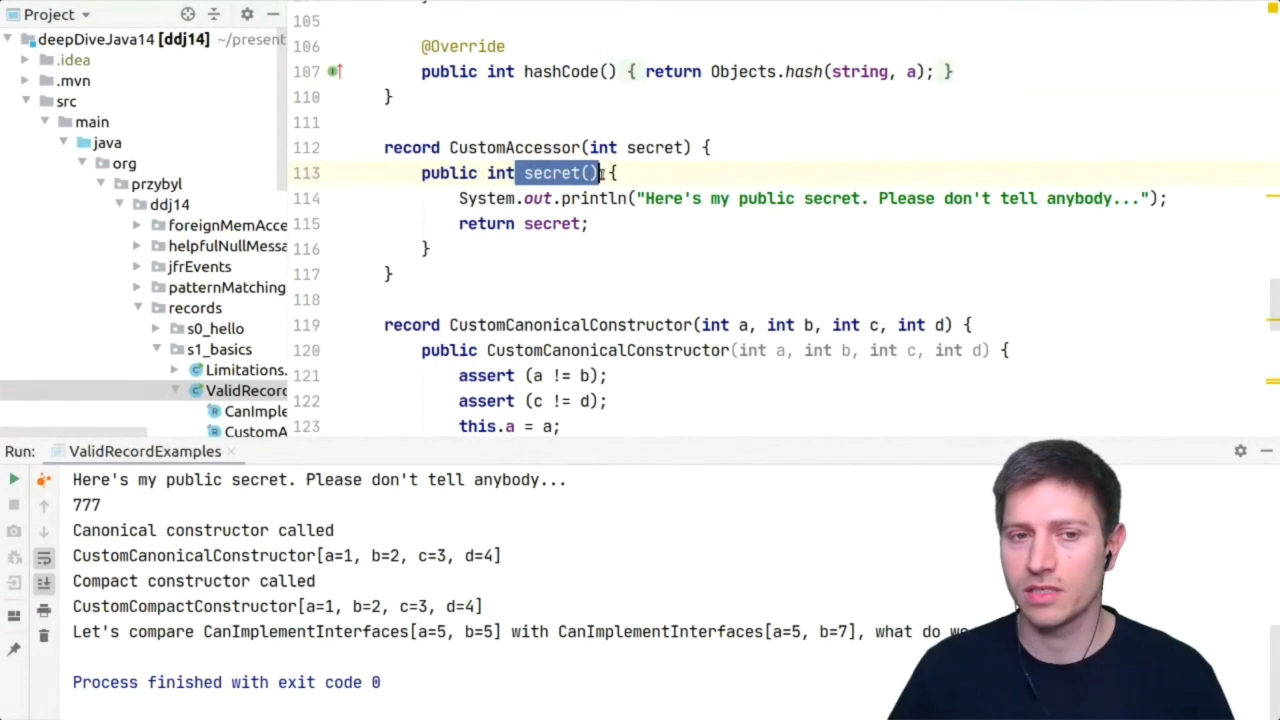 Project
deepDiveJava14 [ddj14] ~/present
.idea
.mvn
src
main
java
org
przybyl
ddj14
foreignMemAcce
helpfulNullMessa
jfrEvents
patternMatching
records
s0_hello
s1_basics
Limitations.
ValidRecord
CanImple
CustomA
105
106 @Override
107 public int hashCode() { return Objects.hash(string, a); }
110 }
111
112 record CustomAccessor(int secret) {
113 public int secret() {
114 System.out.println("Here's my public secret. Please don't tell anybody...");
115 return secret;
116 }
117 }
118
119 record CustomCanonicalConstructor(int a, int b, int c, int d) {
120 public CustomCanonicalConstructor(int a, int b, int c, int d) {
121 assert (a != b);
122 assert (c != d);
123 this.a = a;
Run: ValidRecordExamples
Here's my public secret. Please don't tell anybody...
777
Canonical constructor called
CustomCanonicalConstructor[a=1, b=2, c=3, d=4]
Compact constructor called
CustomCompactConstructor[a=1, b=2, c=3, d=4]
Let's compare CanImplementInterfaces[a=5, b=5] with CanImplementInterfaces[a=5, b=7], what do we
Process finished with exit code 0